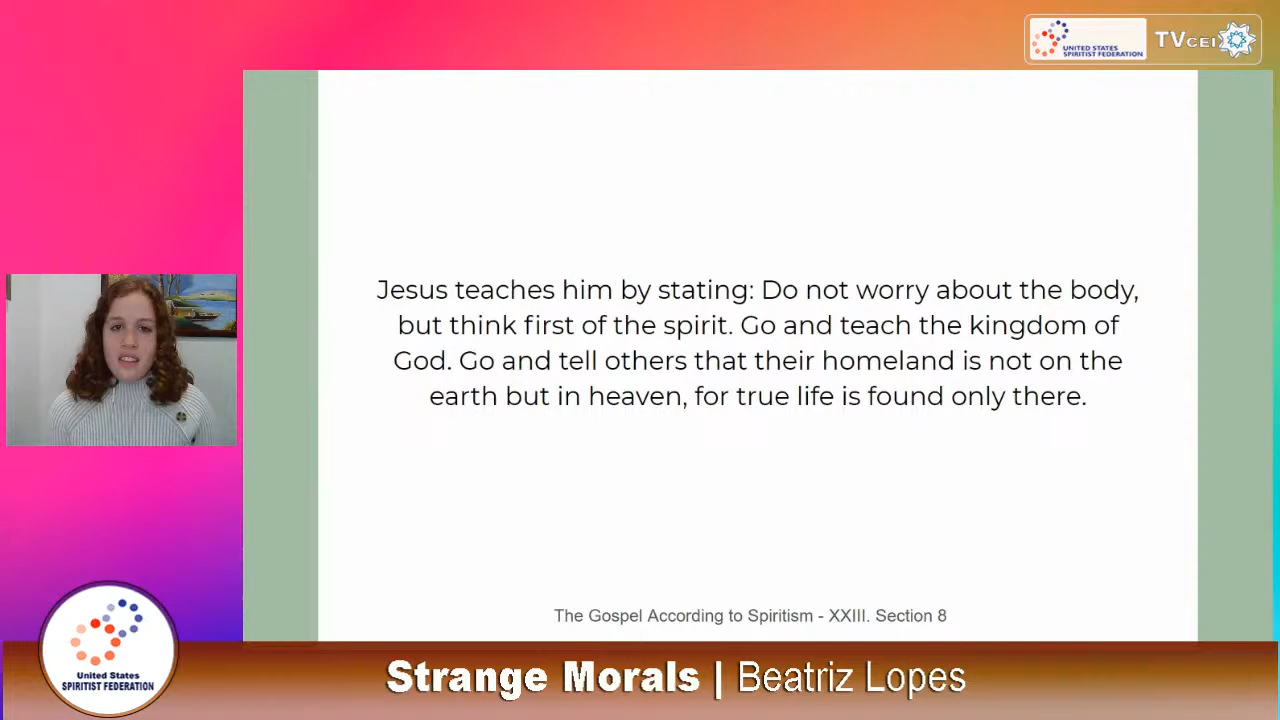 UNITED STATES
SPIRITIST FEDERATION
TVCEI
Jesus teaches him by stating: Do not worry about the body,
but think first of the spirit. Go and teach the kingdom of
God. Go and tell others that their homeland is not on the
earth but in heaven, for true life is found only there.
The Gospel According to Spiritism - XXIII. Section 8
United States
SPIRITIST FEDERATION
Strange Morals | Beatriz Lopes